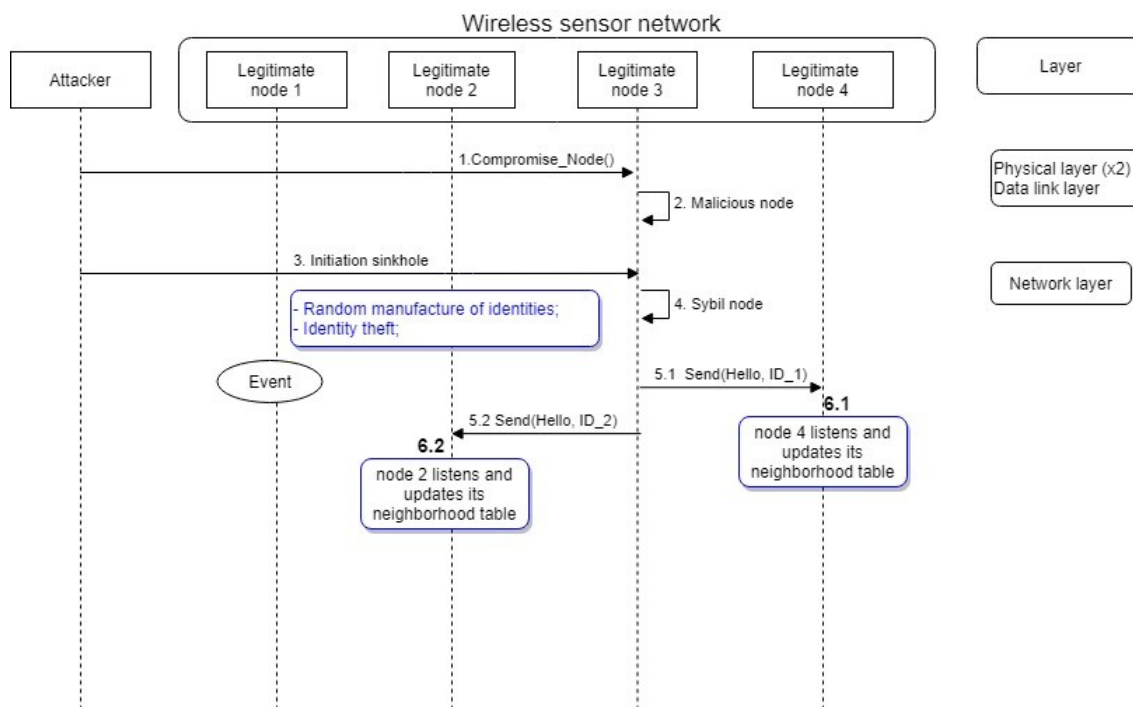 Wireless sensor network
Attacker
Legitimate
node 1
Legitimate
node 2
Legitimate
node 3
Legitimate
node 4
Layer
1.Compromise_Node()
Physical layer (x2)
Data link layer
2. Malicious node
3. Initiation sinkhole
Network layer
- Random manufacture of identities;
- Identity theft;
4. Sybil node
Event
5.1 Send(Hello, ID_1)
6.1
5.2 Send(Hello, ID_2)
6.2
node 4 listens and
updates its
neighborhood table
node 2 listens and
updates its
neighborhood table